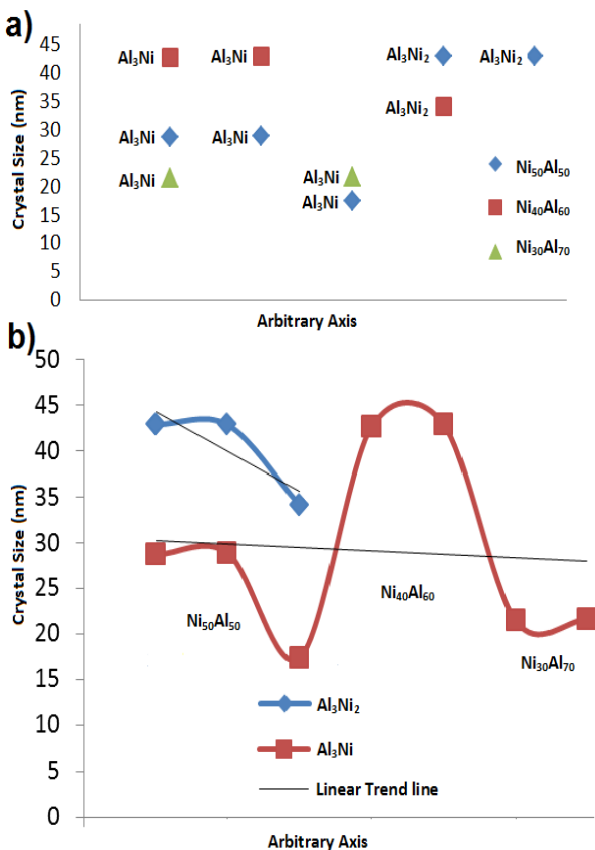 a)
Crystal Size (nm)
45
40
35
30
25
20
15
10
5
0
Al₃Ni
Al₃Ni
Al₃Ni₂
Al₃Ni₂
Al₃Ni₂
Al₃Ni
Al₃Ni
Al₃Ni
Al₃Ni
Al₃Ni
Ni₅₀Al₅₀
Ni₄₀Al₆₀
Ni₃₀Al₇₀
Arbitrary Axis
b)
Crystal Size (nm)
50
45
40
35
30
25
20
15
10
5
0
Ni₅₀Al₅₀
Ni₄₀Al₆₀
Ni₃₀Al₇₀
Al₃Ni₂
Al₃Ni
Linear Trend line
Arbitrary Axis